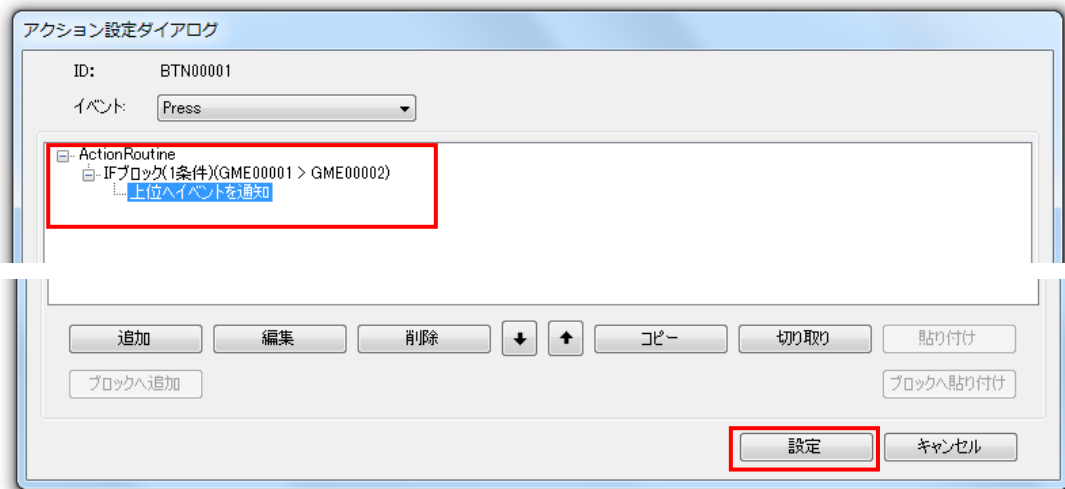 アクション設定ダイアログ
ID: BTN00001
イベント: Press
ActionRoutine
IFブロック(1条件)(GME00001 > GME00002)
上位へイベントを通知
追加 編集 削除 コピー 切り取り 貼り付け
ブロックへ追加 ブロックへ貼り付け
設定 キャンセル